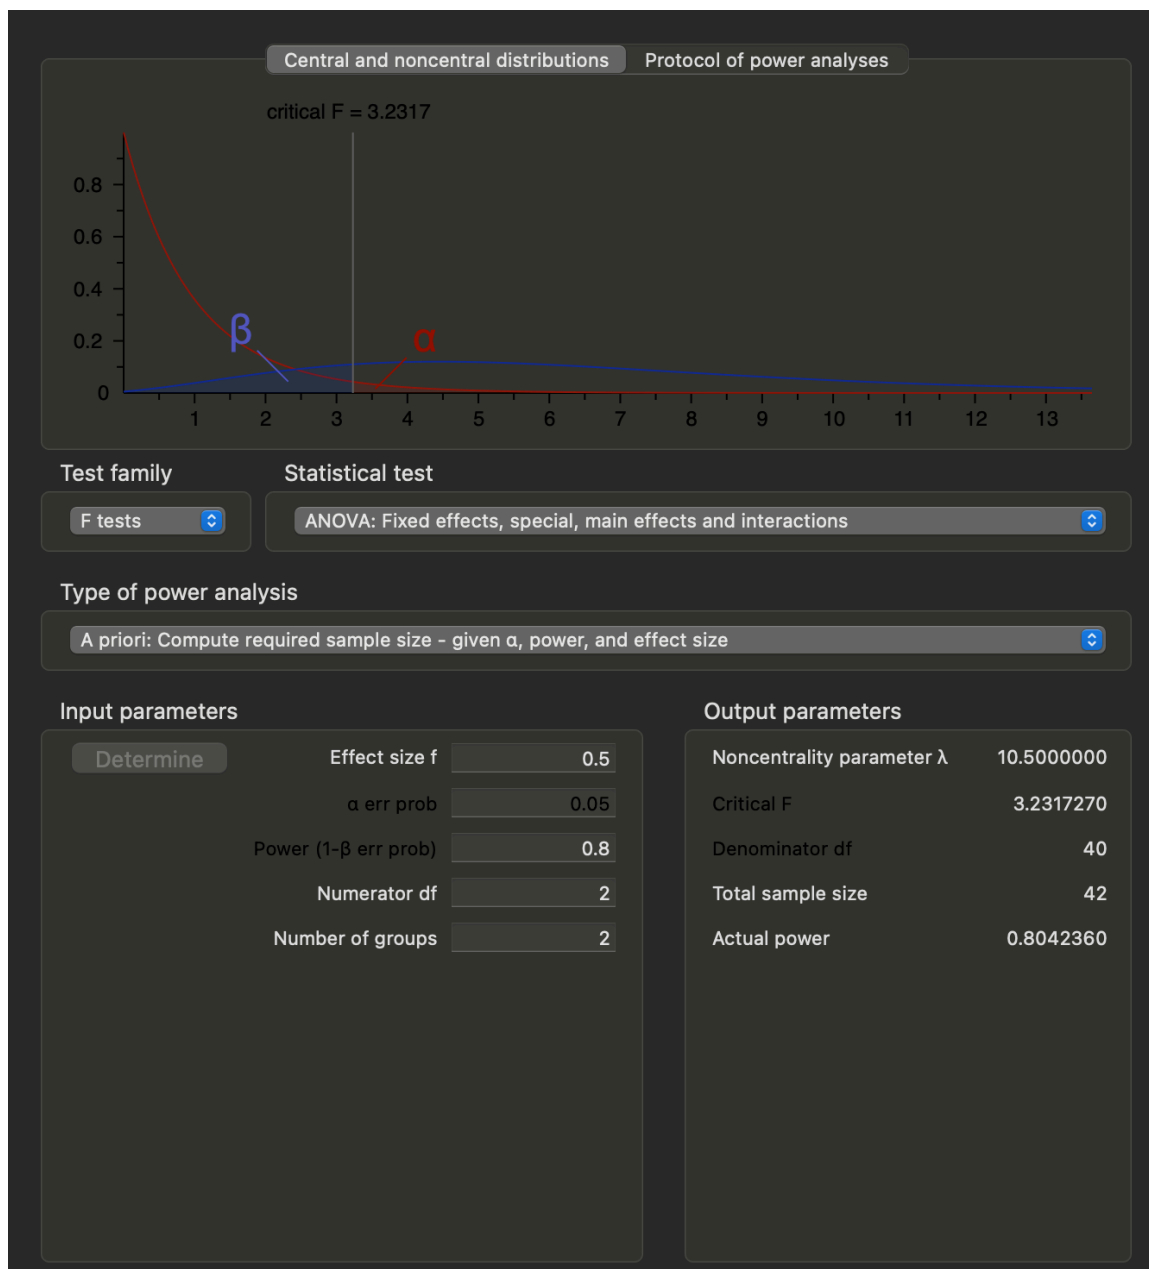 Central and noncentral distributions Protocol of power analyses
critical F = 3.2317
0.8
0.6
0.4
β α
0.2
0
1 2 3 4 5 6 7 8 9 10 11 12 13
Test family Statistical test
F tests ANOVA: Fixed effects, special, main effects and interactions
Type of power analysis
A priori: Compute required sample size - given α, power, and effect size
Input parameters Output parameters
Determine Effect size f 0.5 Noncentrality parameter λ 10.5000000
α err prob 0.05 Critical F 3.2317270
Power (1-β err prob) 0.8 Denominator df 40
Numerator df 2 Total sample size 42
Number of groups 2 Actual power 0.8042360